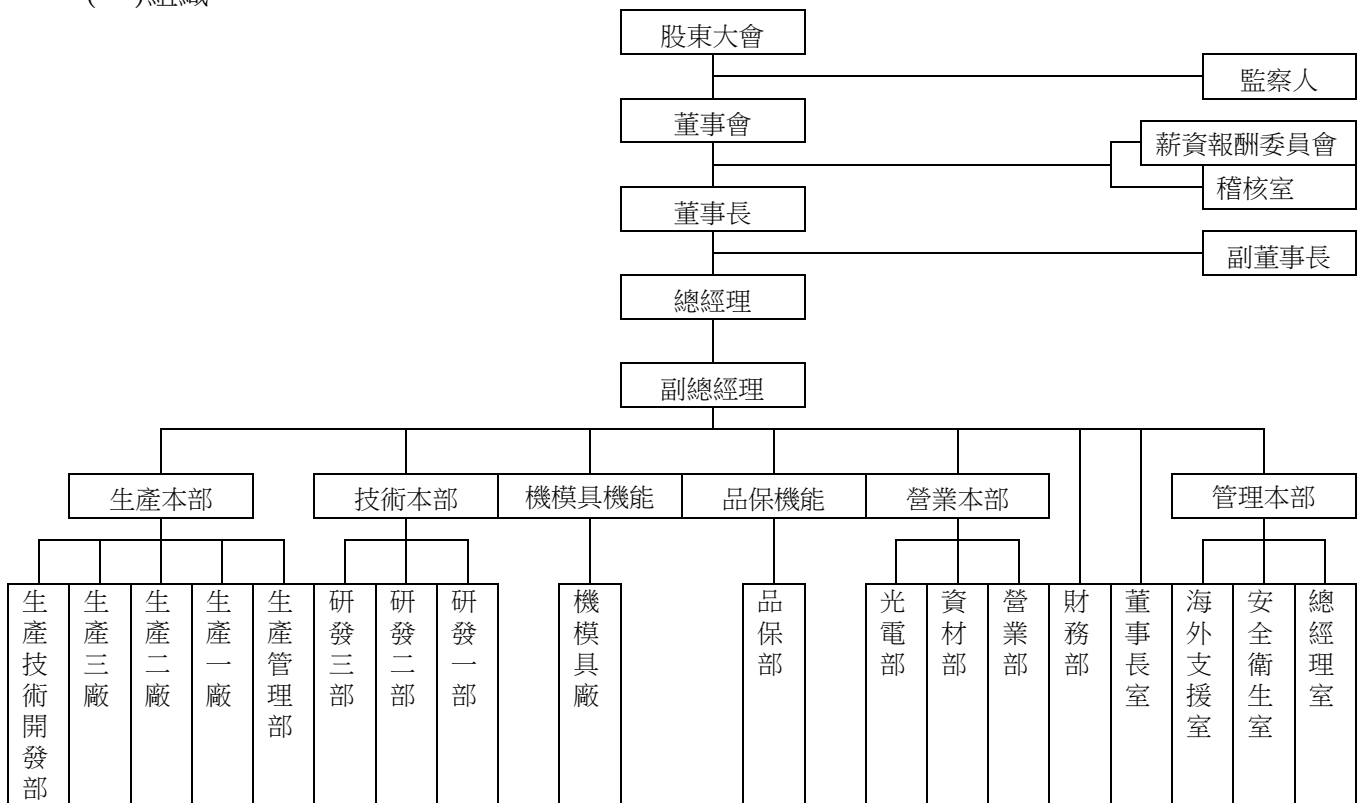 組織
股東大會
監察人
董事會
薪資報酬委員會
稽核室
董事長
副董事長
總經理
副總經理
生產本部
技術本部
機模具機能
品保機能
營業本部
管理本部
生產技術開發部
生產三廠
生產二廠
生產一廠
生產管理部
研發三部
研發二部
研發一部
機模具廠
品保部
光電部
資材部
營業部
財務部
董事長室
海外支援室
安全衛生室
總經理室